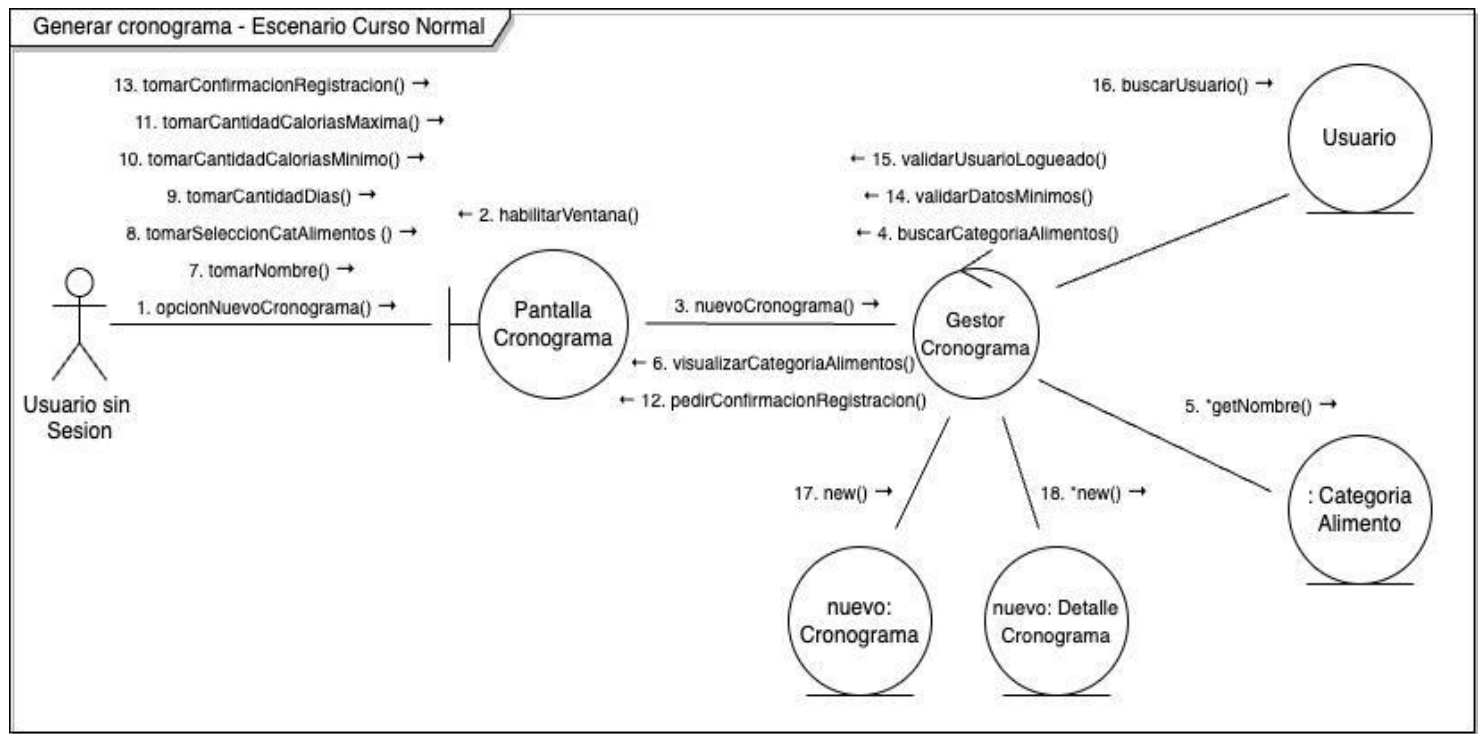 Generar cronograma - Escenario Curso Normal
13. tomarConfirmacionRegistracion() →
11. tomarCantidadCaloriasMaxima() →
10. tomarCantidadCaloriasMinimo() →
9. tomarCantidadDias() →
8. tomarSeleccionCatAlimentos () →
7. tomarNombre() →
1. opcionNuevoCronograma() →
Usuario sin
Sesion
← 2. habilitarVentana()
Pantalla
Cronograma
3. nuevoCronograma() →
← 6. visualizarCategoriaAlimentos()
← 12. pedirConfirmacionRegistracion()
← 15. validarUsuarioLogueado()
← 14. validarDatosMinimos()
← 4. buscarCategoriaAlimentos()
Gestor
Cronograma
16. buscarUsuario() →
Usuario
5. *getNombre() →
: Categoria
Alimento
17. new() →
18. *new() →
nuevo:
Cronograma
nuevo: Detalle
Cronograma